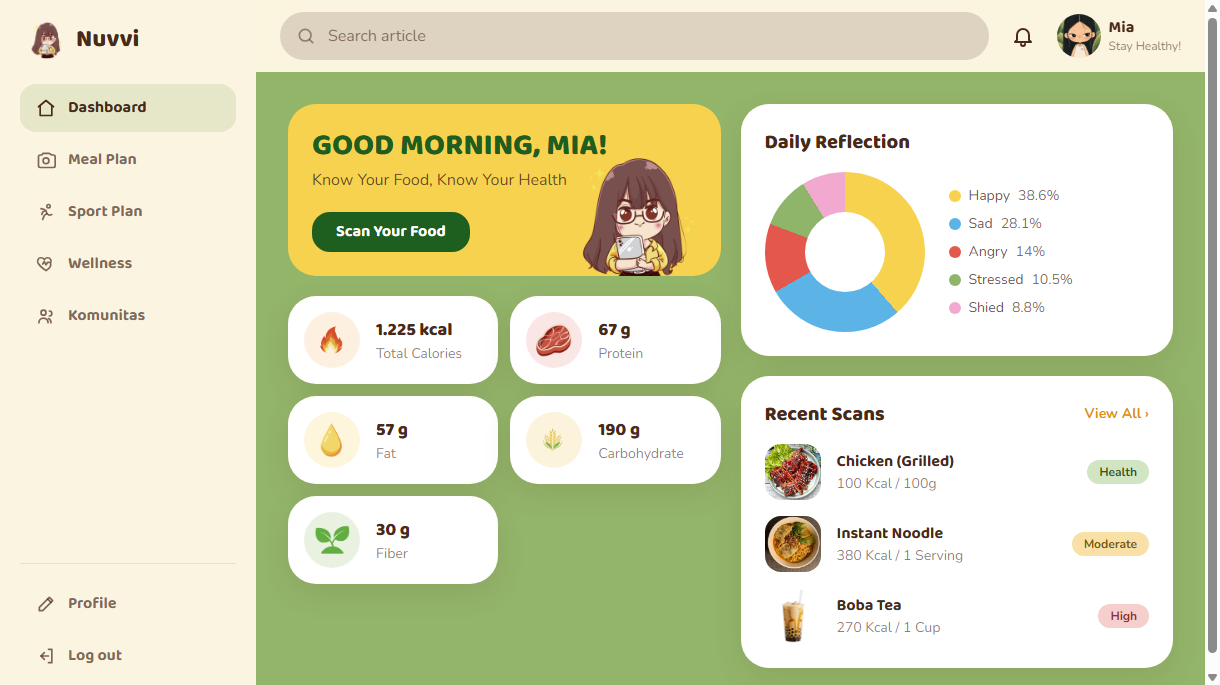 Nuvvi
Search article
Mia
Stay Healthy!
Dashboard
Meal Plan
Sport Plan
Wellness
Komunitas
Profile
Log out
GOOD MORNING, MIA!
Know Your Food, Know Your Health
Scan Your Food
1.225 kcal
Total Calories
67 g
Protein
57 g
Fat
190 g
Carbohydrate
30 g
Fiber
Daily Reflection
Happy 38.6%
Sad 28.1%
Angry 14%
Stressed 10.5%
Shied 8.8%
Recent Scans
View All ›
Chicken (Grilled)
100 Kcal / 100g
Health
Instant Noodle
380 Kcal / 1 Serving
Moderate
Boba Tea
270 Kcal / 1 Cup
High